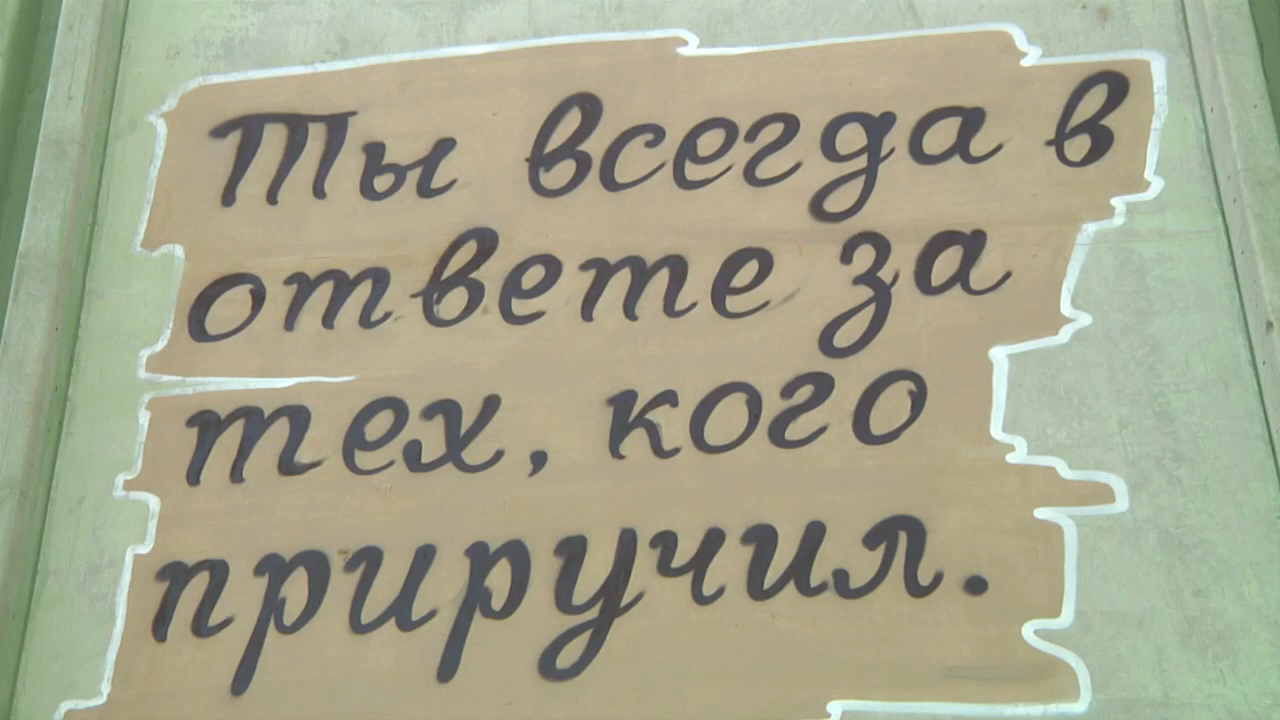 Ты всегда в
ответе за
тех, кого
приручил.